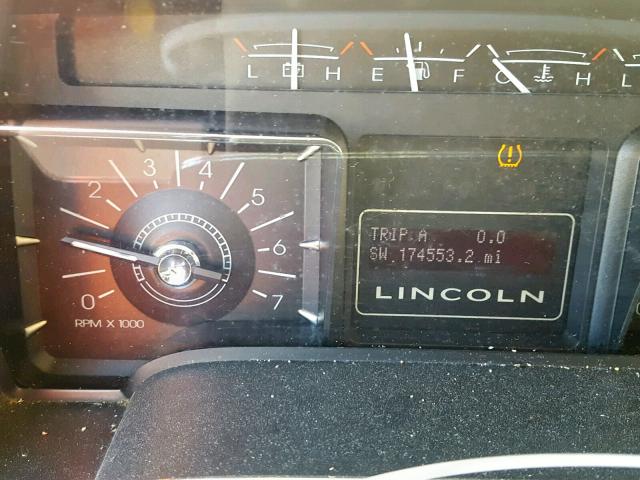 L H E F C H L
3 4
2 5
1 6
0 7
RPM X 1000
TRIP A 0.0
SW 174553.2 mi
LINCOLN